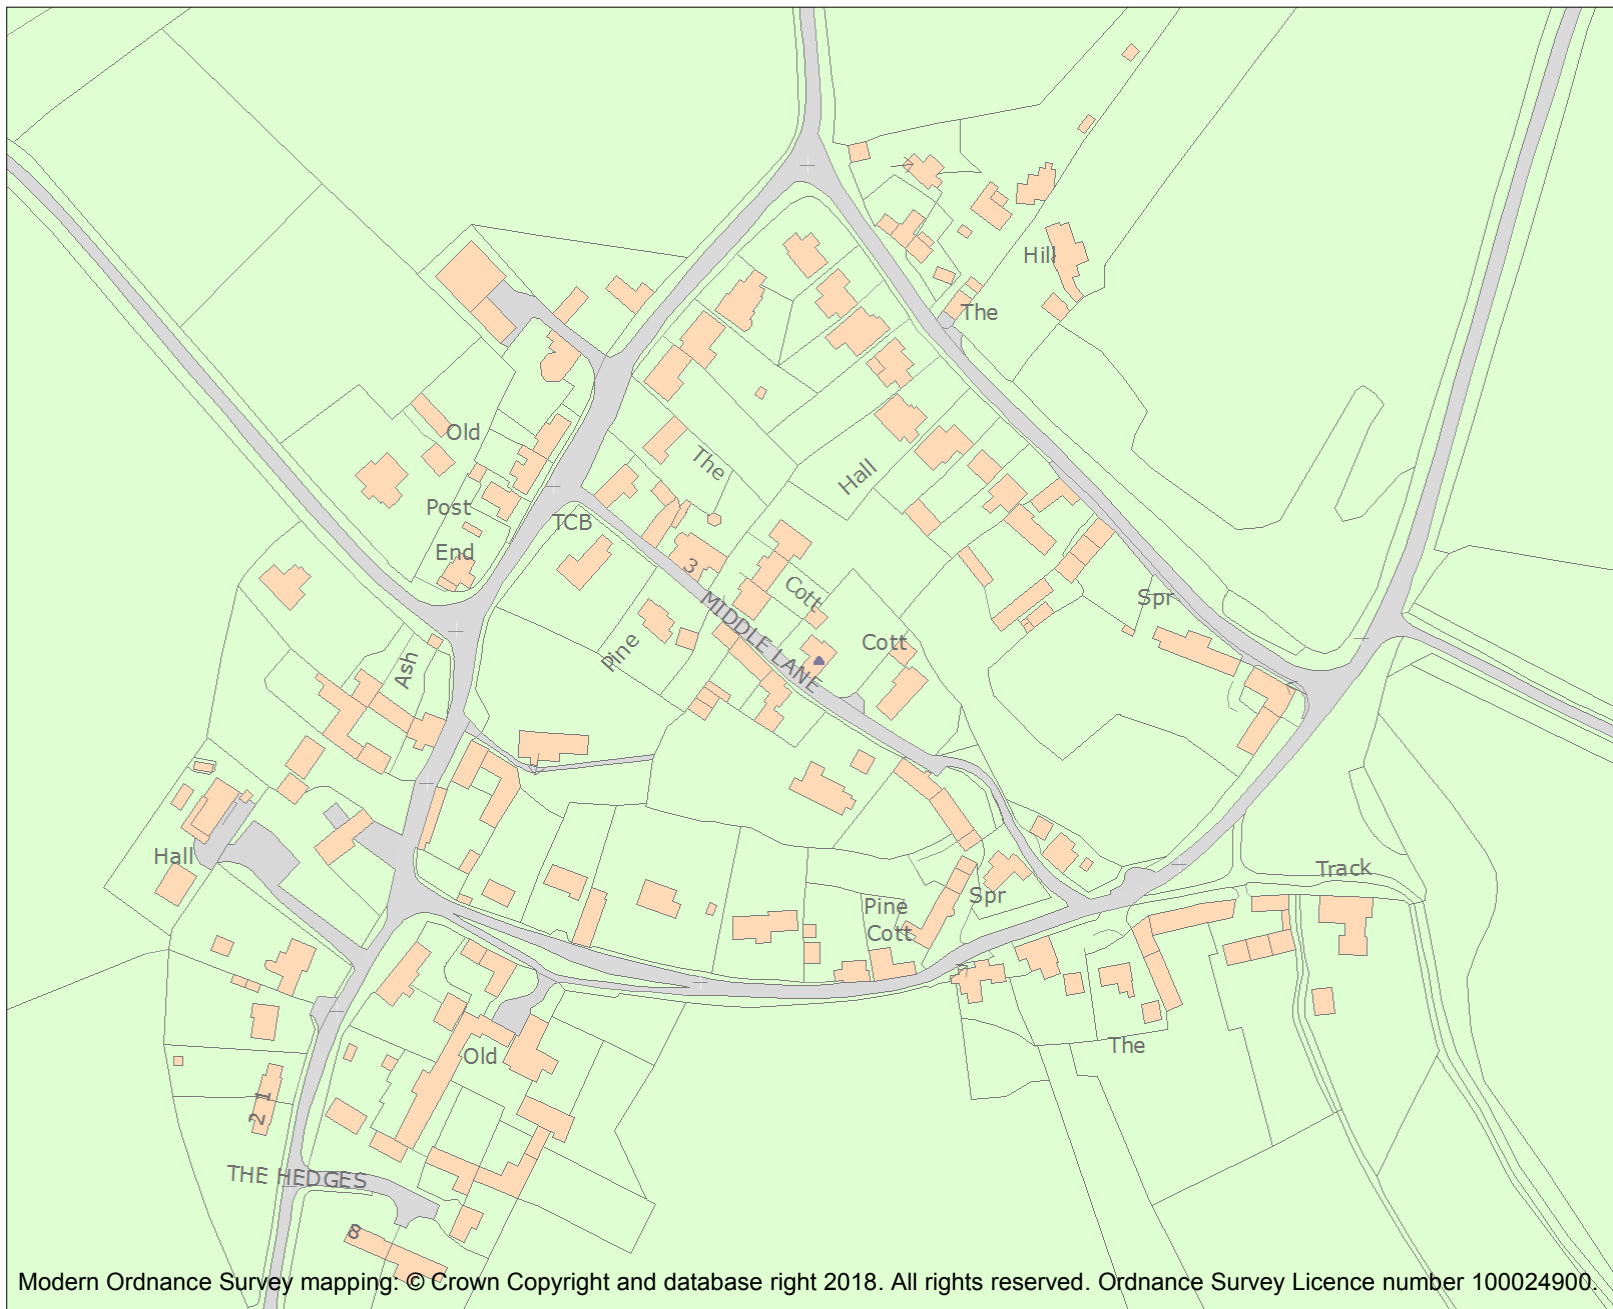 Hill
The
Old
The
Hall
Post
TCB
End
3
Cott
Spr
MIDDLE LANE
Cott
Pine
Ash
Hall
Track
Spr
Pine
Cott
Old
The
1
2
THE HEDGES
8
Modern Ordnance Survey mapping: © Crown Copyright and database right 2018. All rights reserved. Ordnance Survey Licence number 100024900.